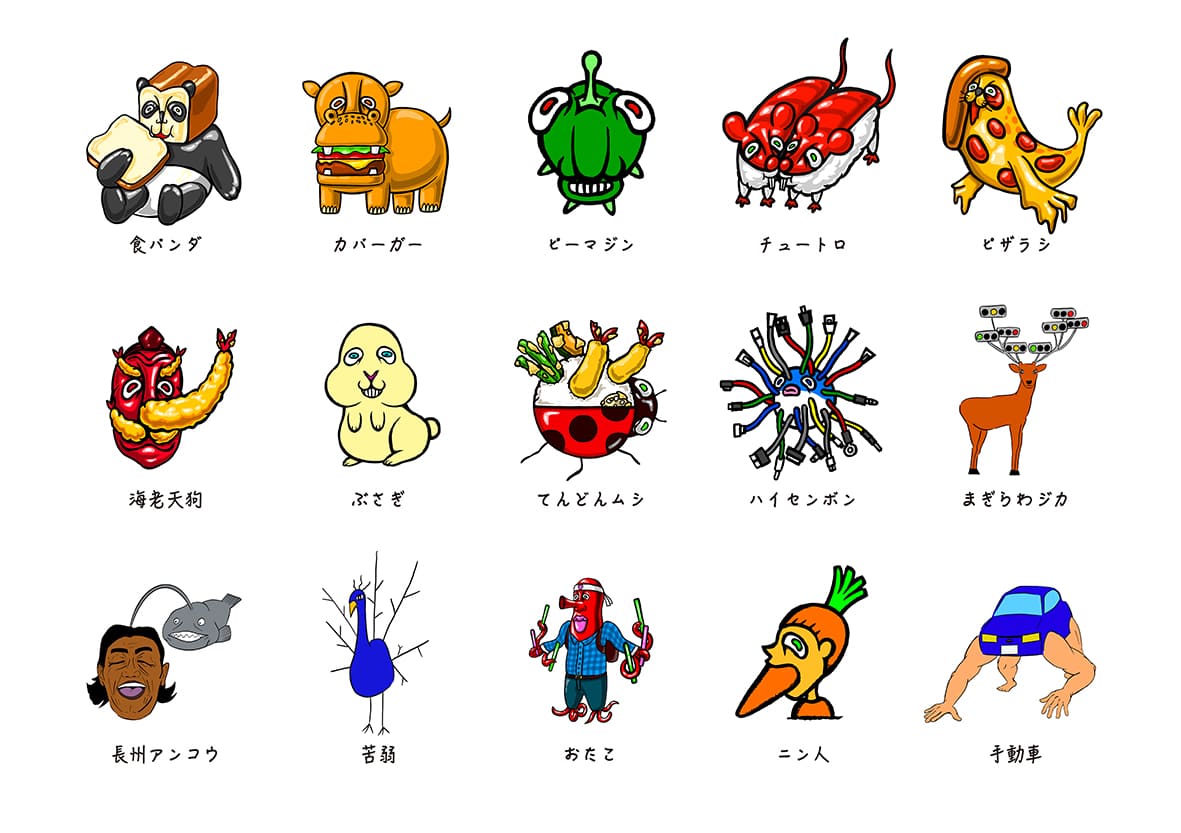 食パンダ
カバーガー
ピーマジン
チュートロ
ピザラシ
海老天狗
ぶさぎ
てんどんムシ
ハイセンボン
まぎらわジカ
長州アンコウ
苦弱
おたこ
ニン人
手動車